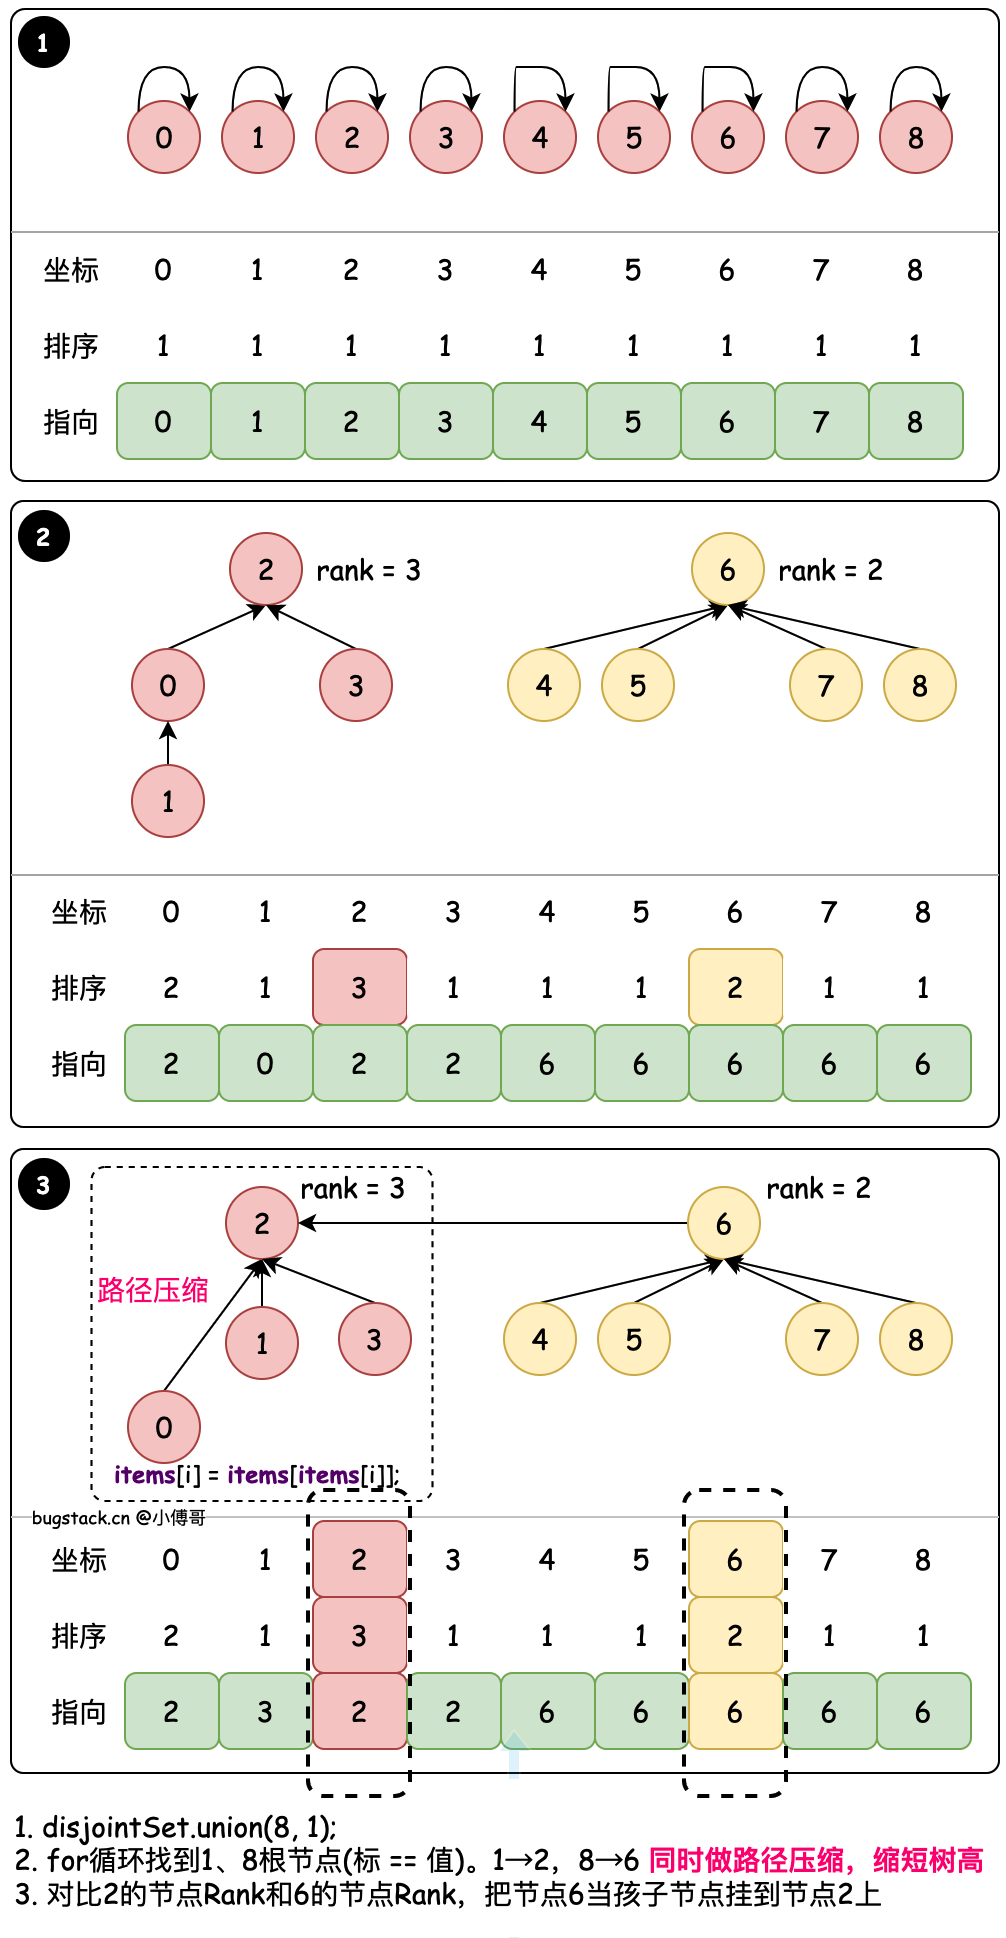 1
0 1 2 3 4 5 6 7 8
坐标 0 1 2 3 4 5 6 7 8
排序 1 1 1 1 1 1 1 1 1
指向 0 1 2 3 4 5 6 7 8
2
2 rank = 3 6 rank = 2
0 3 4 5 7 8
1
坐标 0 1 2 3 4 5 6 7 8
排序 2 1 3 1 1 1 2 1 1
指向 2 0 2 2 6 6 6 6 6
3
rank = 3 rank = 2
2 6
路径压缩
1 3 4 5 7 8
0
items[i] = items[items[i]];
bugstack.cn @小傅哥
坐标 0 1 2 3 4 5 6 7 8
排序 2 1 3 1 1 1 2 1 1
指向 2 3 2 2 6 6 6 6 6
1. disjointSet.union(8, 1);
2. for循环找到1、8根节点(标 == 值)。1→2，8→6 同时做路径压缩，缩短树高
3. 对比2的节点Rank和6的节点Rank，把节点6当孩子节点挂到节点2上